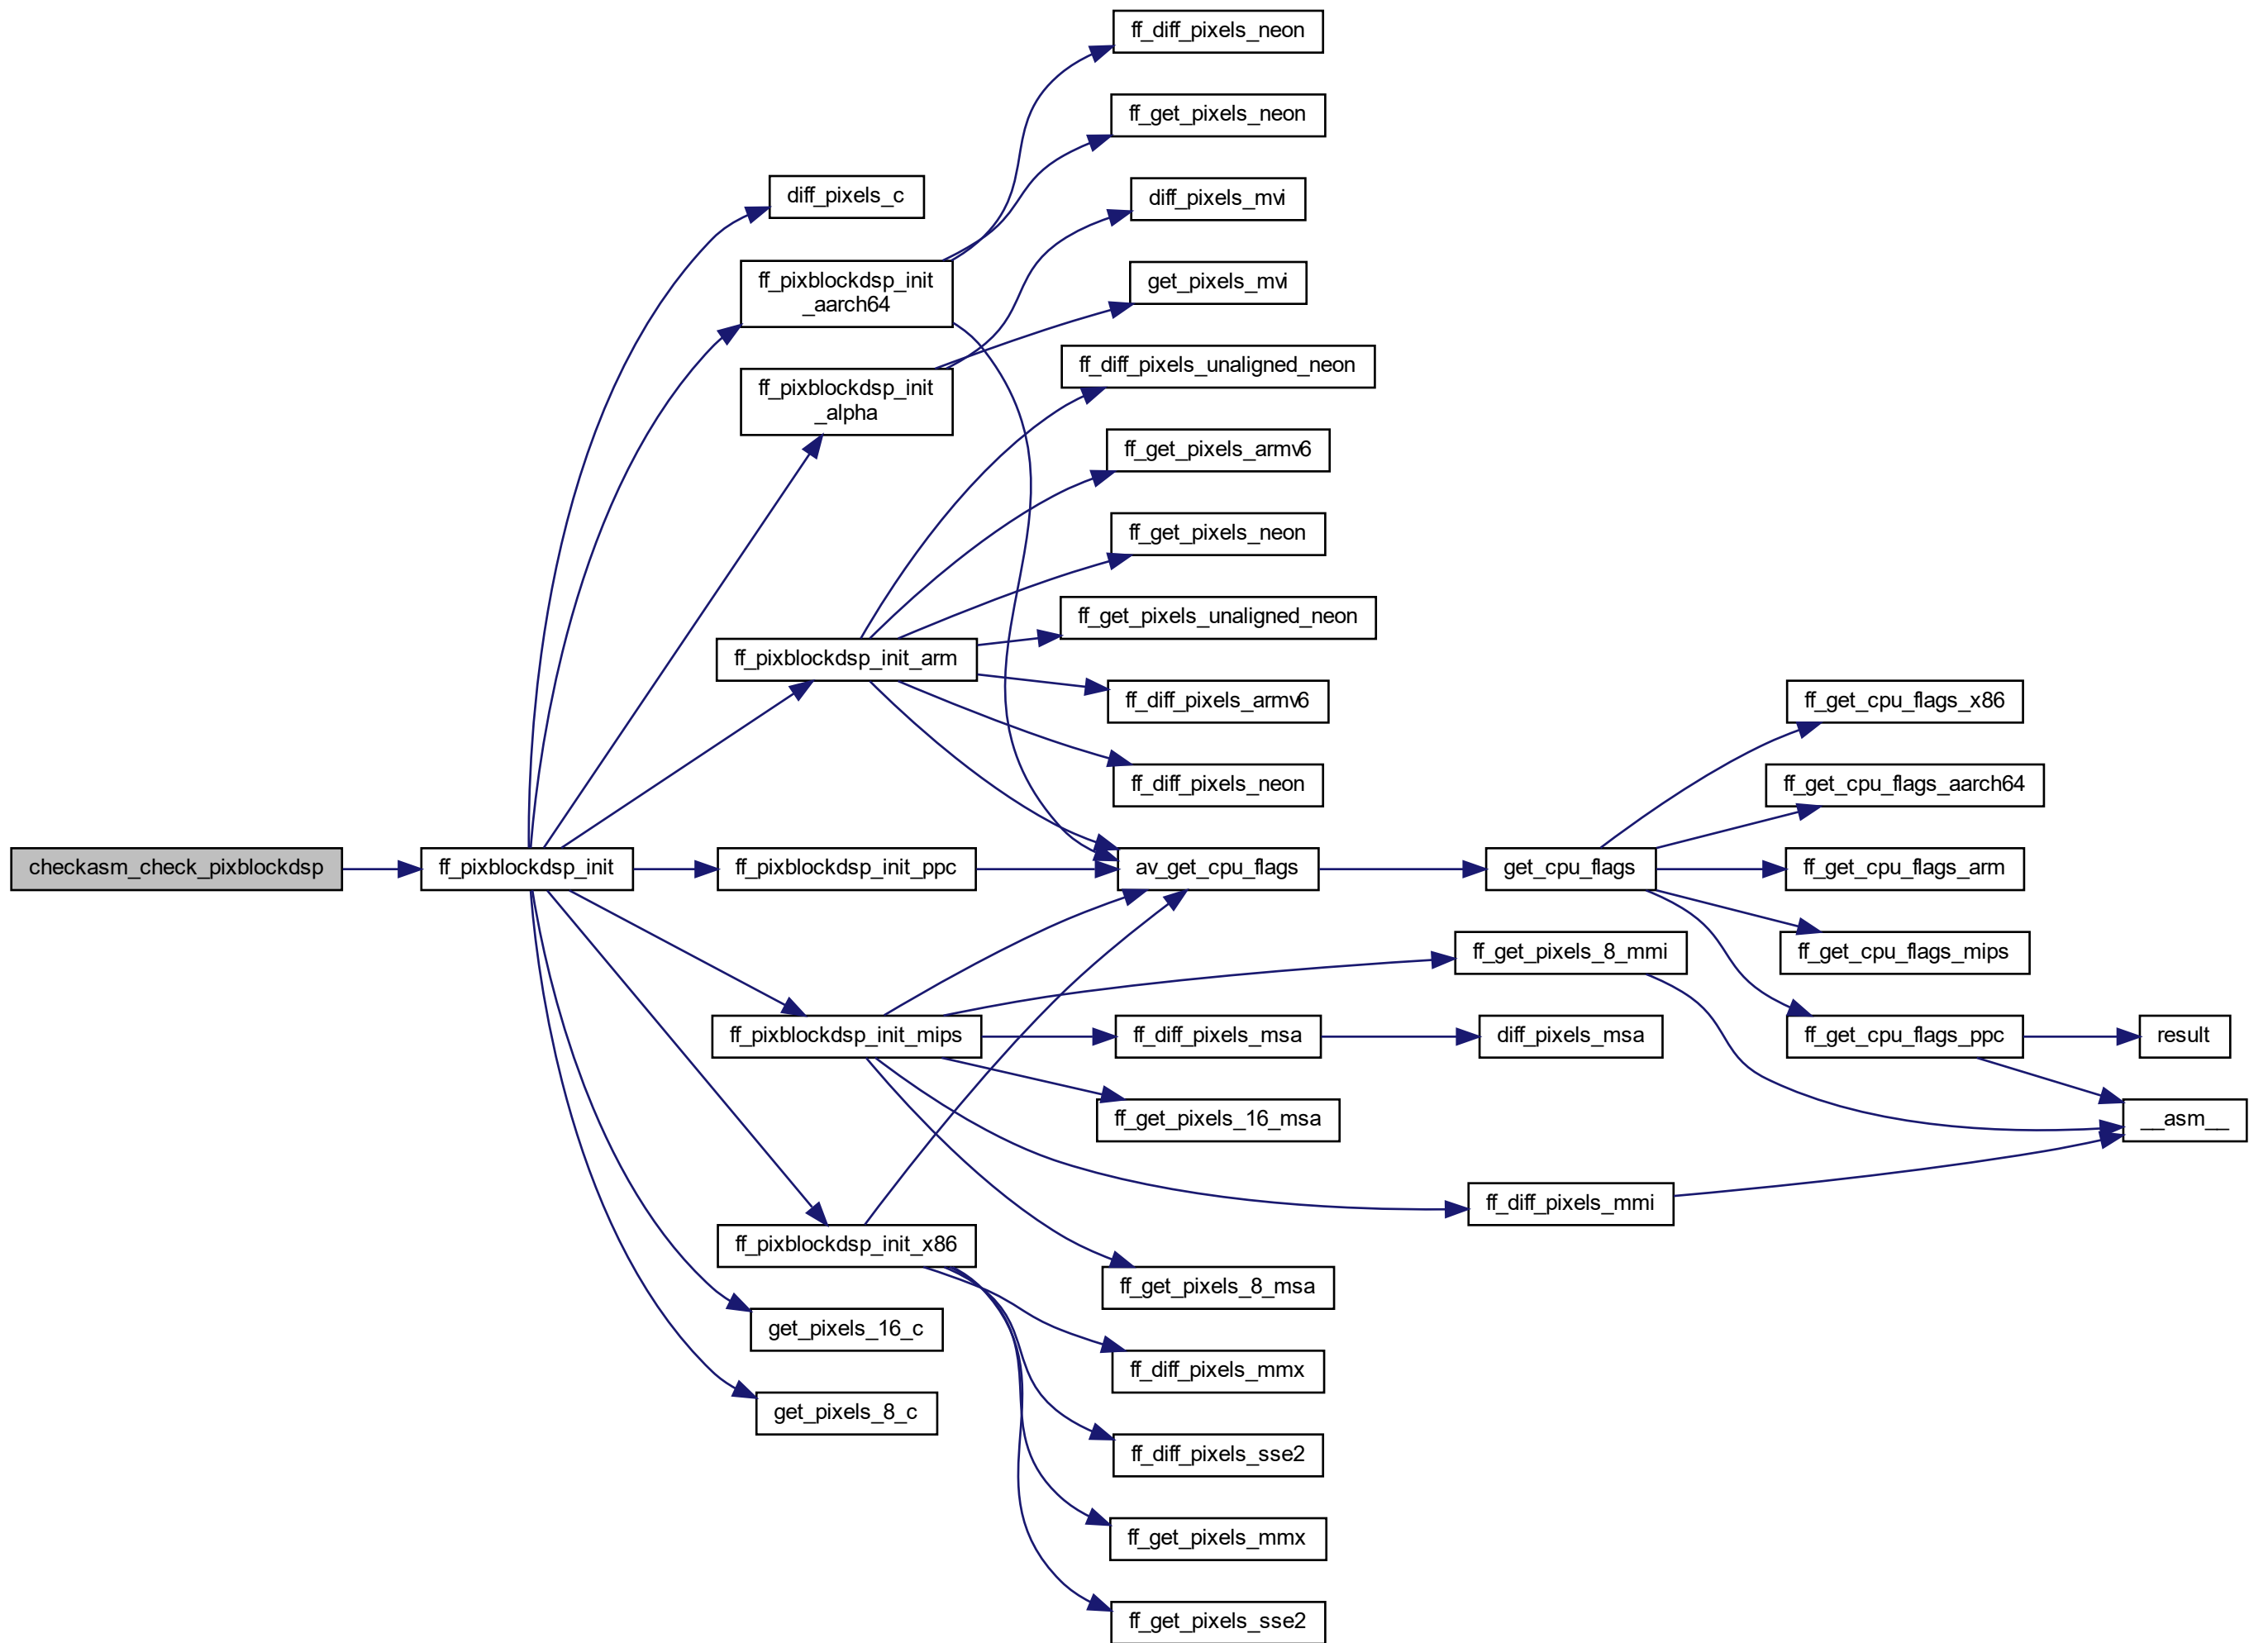 checkasm_check_pixblockdsp
ff_pixblockdsp_init
diff_pixels_c
ff_pixblockdsp_init
_aarch64
ff_pixblockdsp_init
_alpha
ff_pixblockdsp_init_arm
ff_pixblockdsp_init_ppc
ff_pixblockdsp_init_mips
ff_pixblockdsp_init_x86
get_pixels_16_c
get_pixels_8_c
ff_diff_pixels_neon
ff_get_pixels_neon
diff_pixels_mvi
get_pixels_mvi
ff_diff_pixels_unaligned_neon
ff_get_pixels_armv6
ff_get_pixels_neon
ff_get_pixels_unaligned_neon
ff_diff_pixels_armv6
ff_diff_pixels_neon
av_get_cpu_flags
ff_diff_pixels_msa
ff_get_pixels_16_msa
ff_get_pixels_8_msa
ff_diff_pixels_mmx
ff_diff_pixels_sse2
ff_get_pixels_mmx
ff_get_pixels_sse2
get_cpu_flags
ff_get_pixels_8_mmi
diff_pixels_msa
ff_diff_pixels_mmi
ff_get_cpu_flags_x86
ff_get_cpu_flags_aarch64
ff_get_cpu_flags_arm
ff_get_cpu_flags_mips
ff_get_cpu_flags_ppc
result
__asm__